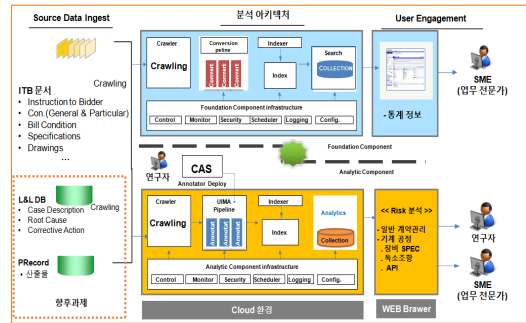 Source Data Ingest
분석 아키텍처
User Engagement
Crawling
ITB 문서
• Instruction to Bidder
• Con.(General & Particular)
• Bill Condition
• Specifications
• Drawings
...
Crawler
Crawling
Conversion
peline
Convert
Convert
Convert
Indexer
Index
Search
COLLECTION
Foundation Component infrastructure
Control
Monitor
Security
Scheduler
Logging
Config.
- 통계 정보
SME
(업무 전문가)
Foundation Component
Analytic Component
연구자
CAS
Annotator Deploy
L&L DB
Crawling
• Case Description
• Root Cause
• Corrective Action
PRecord
• 산출물
향후과제
Crawler
Crawling
UIMA
Pipeline
Annotat
Annotat
Annotat
Indexer
Index
Analytics
Collection
Analytic Component infrastructure
Control
Monitor
Security
Scheduler
Logging
Config.
<< Risk 분석 >>
- 일반 계약관리
- 기계 공정
. 장비 SPEC
. 독소조항
. API
연구자
SME
(업무 전문가)
Cloud 환경
WEB Brawer